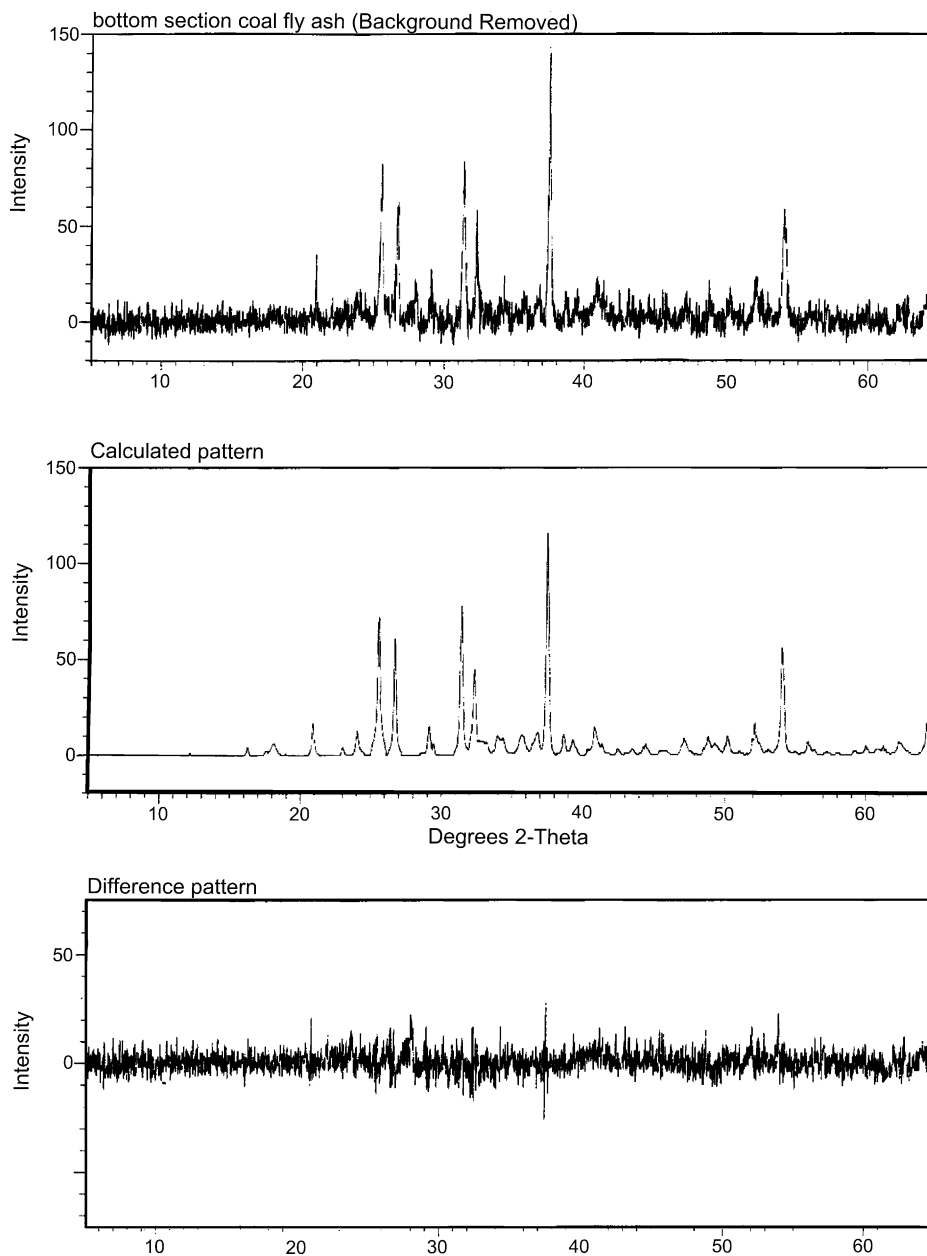 bottom section coal fly ash (Background Removed)
150
100
50
0
Intensity
10 20 30 40 50 60
Calculated pattern
150
100
50
0
Intensity
10 20 30 40 50 60
Degrees 2-Theta
Difference pattern
50
0
Intensity
10 20 30 40 50 60